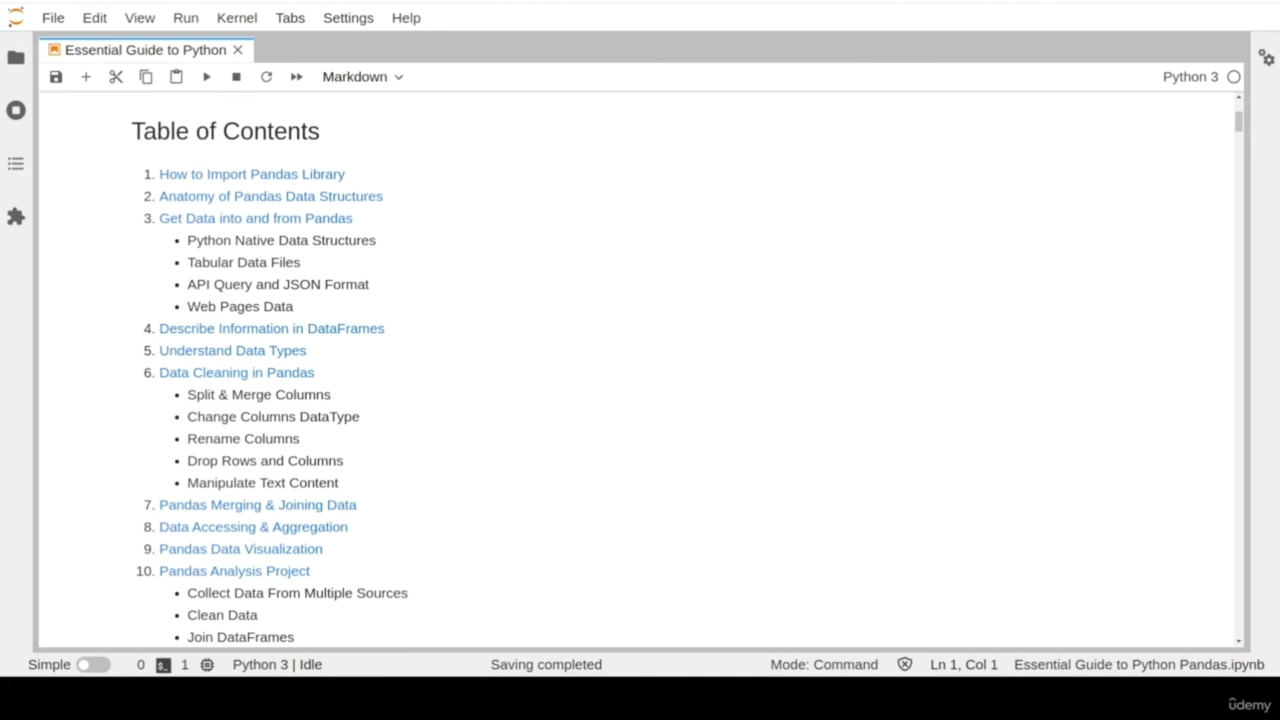 File Edit View Run Kernel Tabs Settings Help
Essential Guide to Python
Markdown
Python 3
Table of Contents
1. How to Import Pandas Library
2. Anatomy of Pandas Data Structures
3. Get Data into and from Pandas
• Python Native Data Structures
• Tabular Data Files
• API Query and JSON Format
• Web Pages Data
4. Describe Information in DataFrames
5. Understand Data Types
6. Data Cleaning in Pandas
• Split & Merge Columns
• Change Columns DataType
• Rename Columns
• Drop Rows and Columns
• Manipulate Text Content
7. Pandas Merging & Joining Data
8. Data Accessing & Aggregation
9. Pandas Data Visualization
10. Pandas Analysis Project
• Collect Data From Multiple Sources
• Clean Data
• Join DataFrames
Simple 0 $_ 1 Python 3 | Idle Saving completed Mode: Command Ln 1, Col 1 Essential Guide to Python Pandas.ipynb
ûdemy